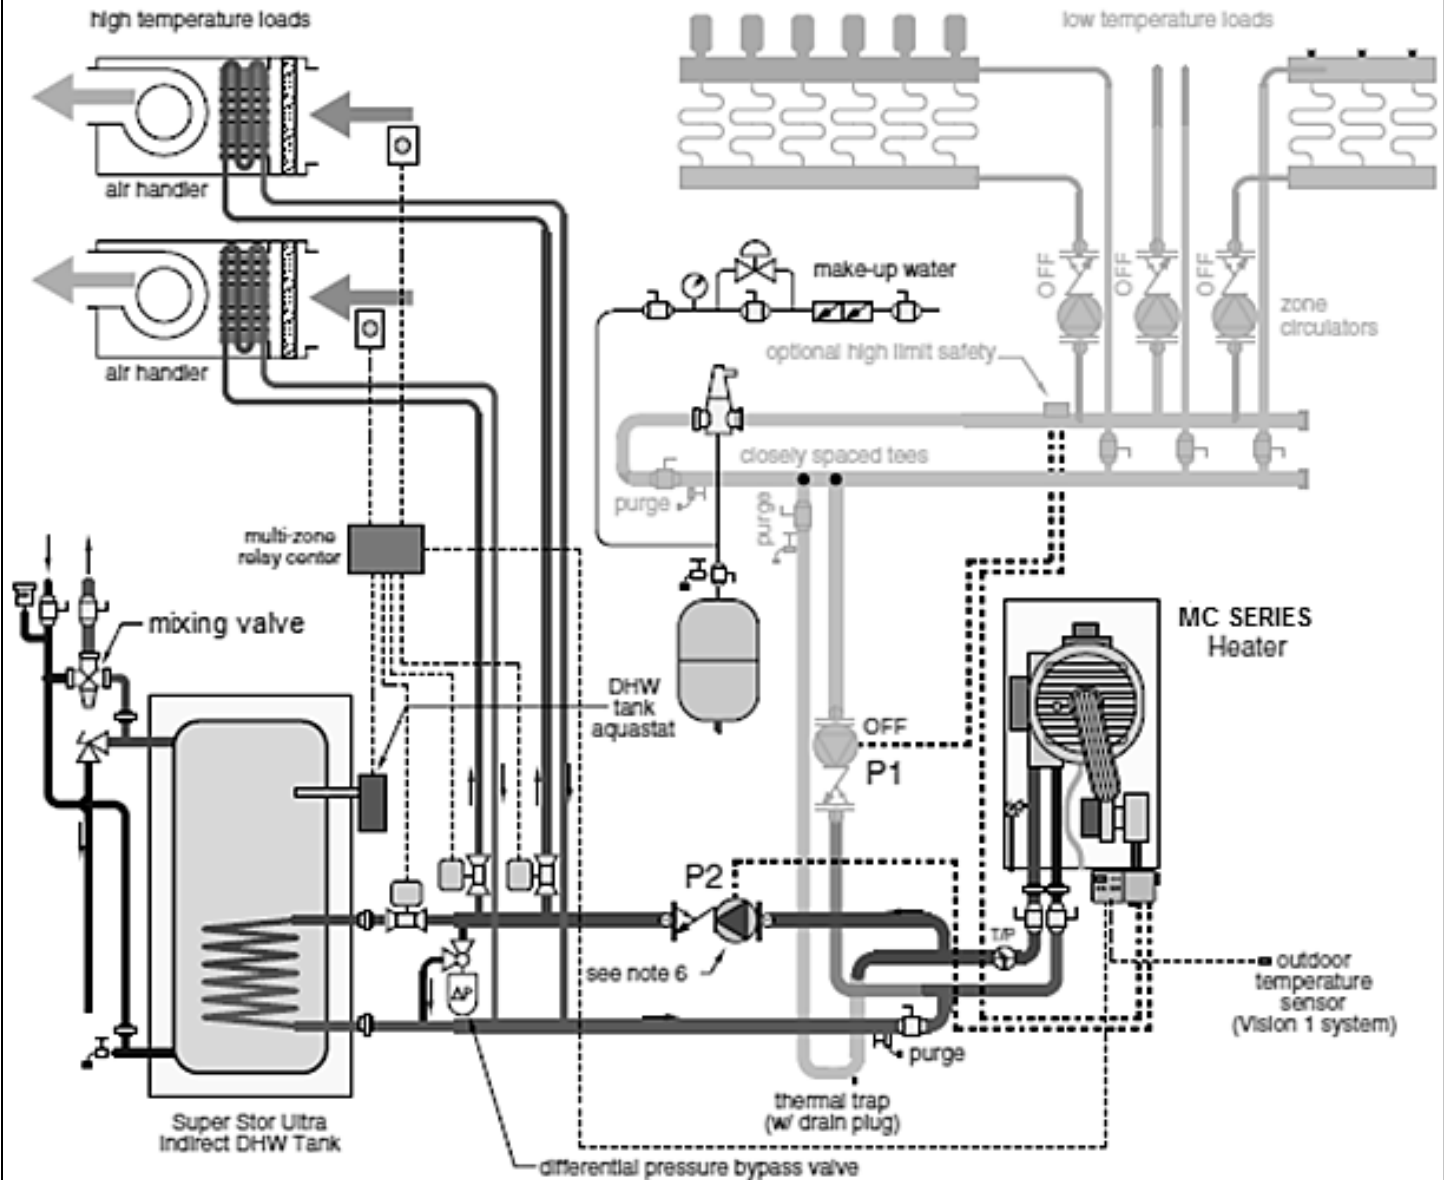 high temperature loads
low temperature loads
air handler
air handler
make-up water
OFF
OFF
OFF
zone
circulators
optional high limit safety
closely spaced tees
purge
purge
multi-zone
relay center
mixing valve
MC SERIES
Heater
DHW
tank
aquastat
OFF
P1
P2
T/P
see note 6
ΔP
outdoor
temperature
sensor
(Vision 1 system)
purge
thermal trap
(w/ drain plug)
Super Stor Ultra
Indirect DHW Tank
differential pressure bypass valve